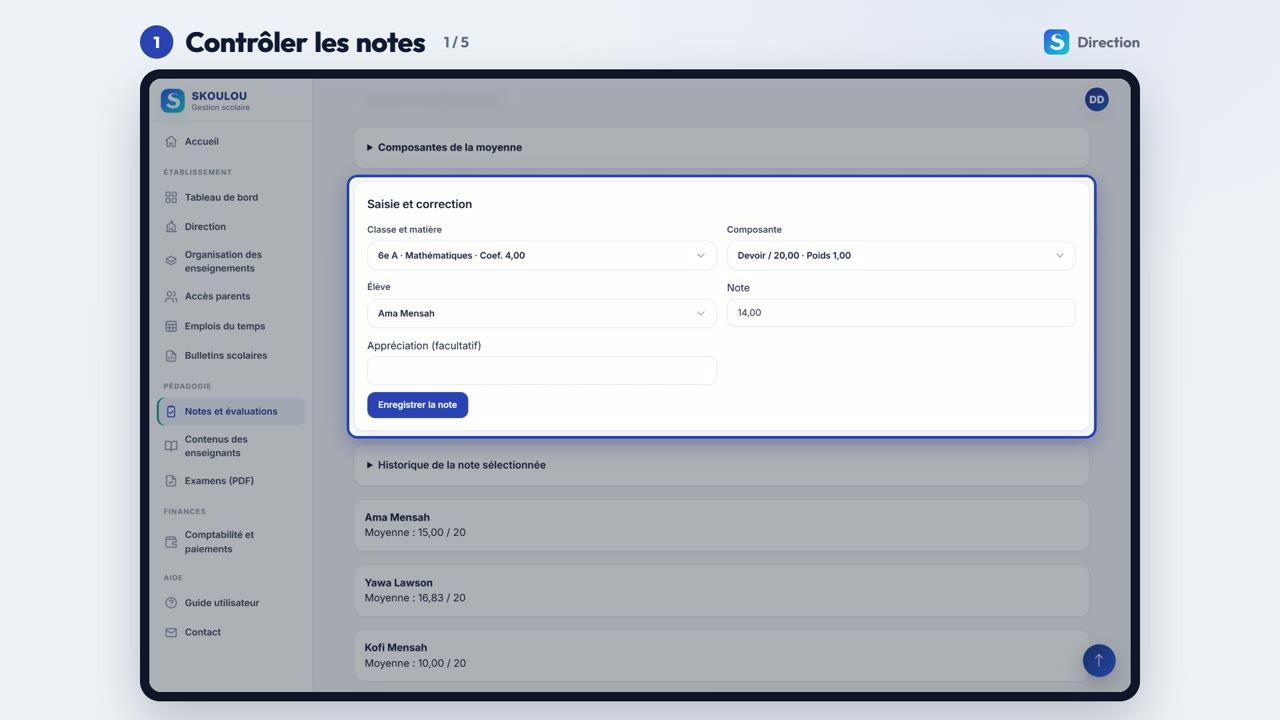 1 Contrôler les notes 1 / 5
Direction
SKOULOU
Gestion scolaire
DD
Accueil
ÉTABLISSEMENT
Tableau de bord
Direction
Organisation des
enseignements
Accès parents
Emplois du temps
Bulletins scolaires
PÉDAGOGIE
Notes et évaluations
Contenus des
enseignants
Examens (PDF)
FINANCES
Comptabilité et
paiements
AIDE
Guide utilisateur
Contact
Composantes de la moyenne
Saisie et correction
Classe et matière
6e A · Mathématiques · Coef. 4,00
Composante
Devoir / 20,00 · Poids 1,00
Élève
Ama Mensah
Note
14,00
Appréciation (facultatif)
Enregistrer la note
Historique de la note sélectionnée
Ama Mensah
Moyenne : 15,00 / 20
Yawa Lawson
Moyenne : 16,83 / 20
Kofi Mensah
Moyenne : 10,00 / 20